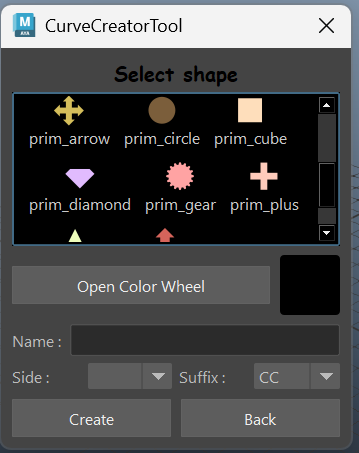 CurveCreatorTool
Select shape
prim_arrow prim_circle prim_cube
prim_diamond prim_gear prim_plus
Open Color Wheel
Name :
Side : Suffix : CC
Create Back